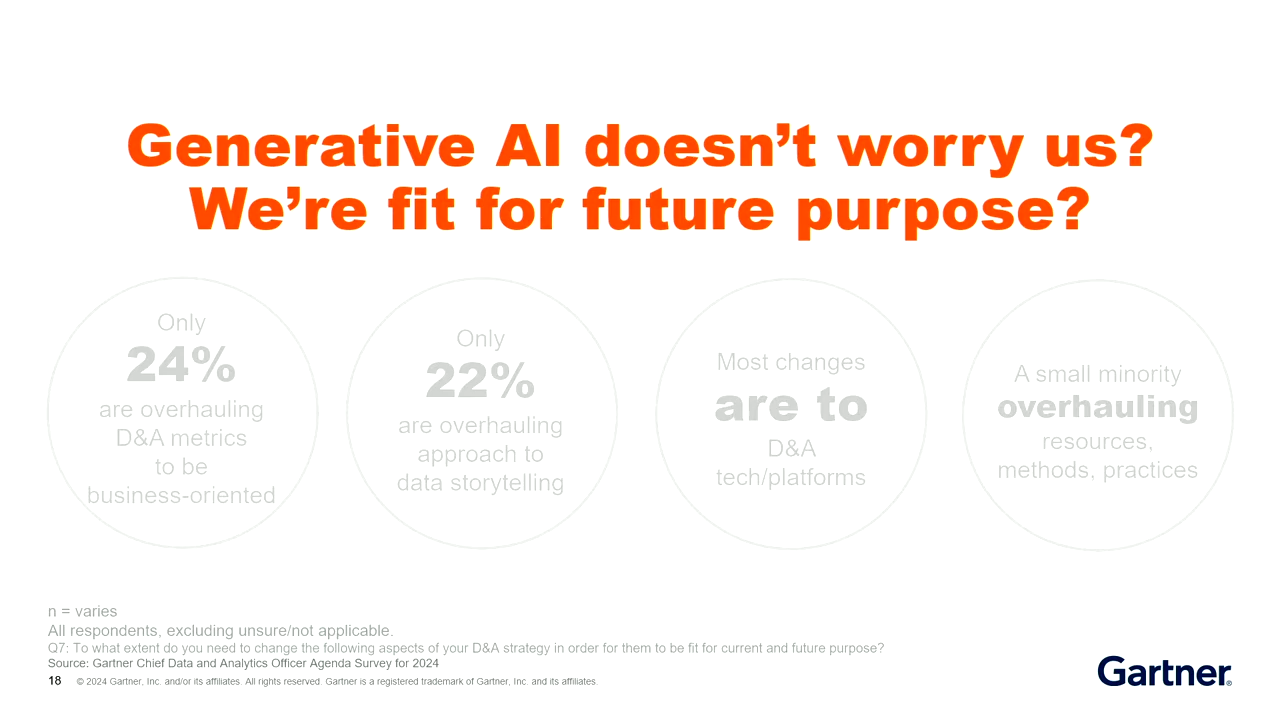 Generative AI doesn’t worry us?
We’re fit for future purpose?
Only
24%
are overhauling
D&A metrics
to be
business-oriented
Only
22%
are overhauling
approach to
data storytelling
Most changes
are to
D&A
tech/platforms
A small minority
overhauling
resources,
methods, practices
n = varies
All respondents, excluding unsure/not applicable.
Q7: To what extent do you need to change the following aspects of your D&A strategy in order for them to be fit for current and future purpose?
Source: Gartner Chief Data and Analytics Officer Agenda Survey for 2024
18 © 2024 Gartner, Inc. and/or its affiliates. All rights reserved. Gartner is a registered trademark of Gartner, Inc. and its affiliates.
Gartner®